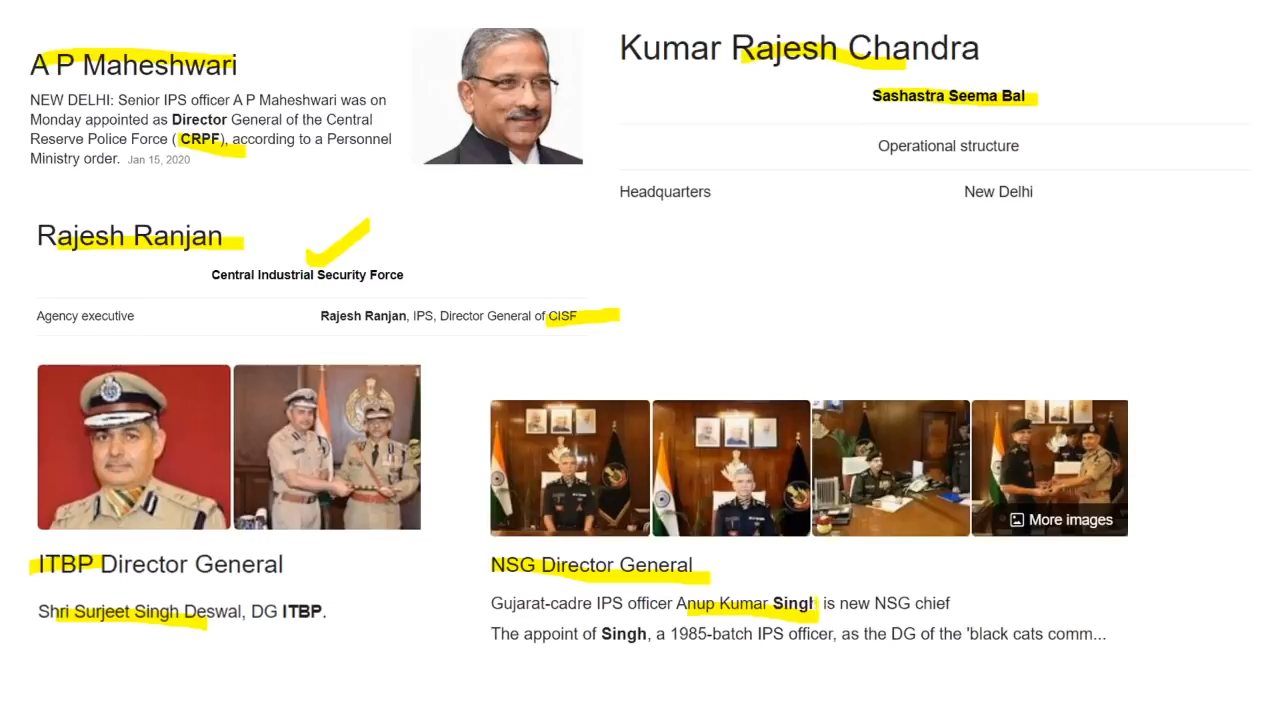 A P Maheshwari
NEW DELHI: Senior IPS officer A P Maheshwari was on
Monday appointed as Director General of the Central
Reserve Police Force (CRPF), according to a Personnel
Ministry order. Jan 15, 2020
Kumar Rajesh Chandra
Sashastra Seema Bal
Operational structure
Headquarters New Delhi
Rajesh Ranjan
Central Industrial Security Force
Agency executive Rajesh Ranjan, IPS, Director General of CISF
ITBP Director General
Shri Surjeet Singh Deswal, DG ITBP.
More images
NSG Director General
Gujarat-cadre IPS officer Anup Kumar Singh is new NSG chief
The appoint of Singh, a 1985-batch IPS officer, as the DG of the 'black cats comm...